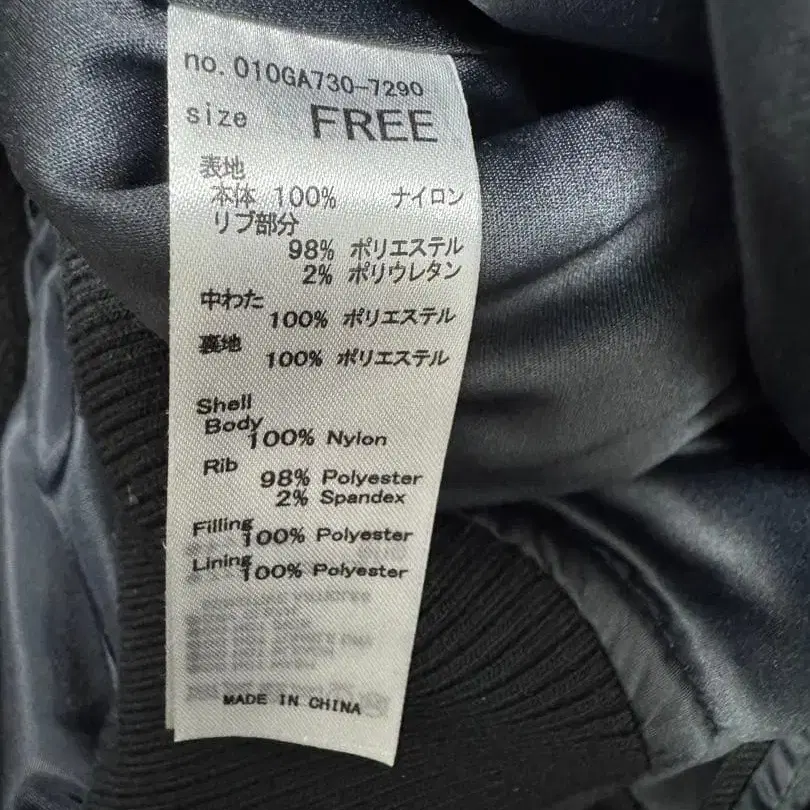 no.010GA730-7290
size FREE
表地
本体 100% ナイロン
リブ部分
98% ポリエステル
2% ポリウレタン
中わた
100% ポリエステル
裏地
100% ポリエステル
Shell
Body
100% Nylon
Rib
98% Polyester
2% Spandex
Filling
100% Polyester
Lining
100% Polyester
MADE IN CHINA